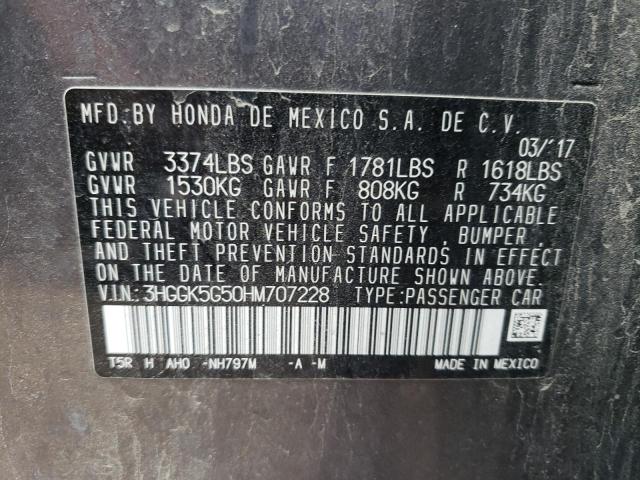 MFD. BY HONDA DE MEXICO S.A. DE C.V.
03/'17
GVWR 3374LBS GAWR F 1781LBS R 1618LBS
GVWR 1530KG GAWR F 808KG R 734KG
THIS VEHICLE CONFORMS TO ALL APPLICABLE
FEDERAL MOTOR VEHICLE SAFETY , BUMPER ,
AND THEFT PREVENTION STANDARDS IN EFFECT
ON THE DATE OF MANUFACTURE SHOWN ABOVE.
V.I.N.: 3HGGK5G50HM707228 TYPE:PASSENGER CAR
T5R H AH0 -NH797M -A -M MADE IN MEXICO